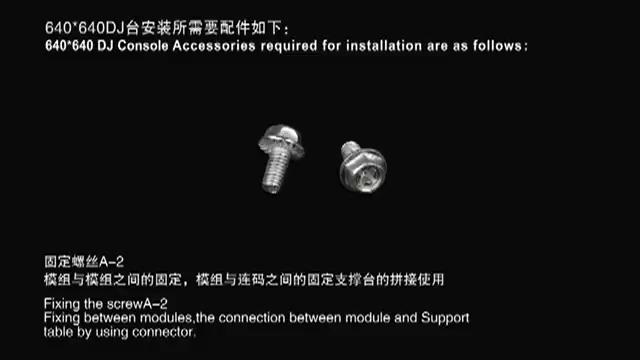 640*640DJ台安装所需要配件如下：
640*640 DJ Console Accessories required for installation are as follows:
固定螺丝A-2
模组与模组之间的固定，模组与连码之间的固定支撑台的拼接使用
Fixing the screwA-2
Fixing between modules,the connection between module and Support
table by using connector.